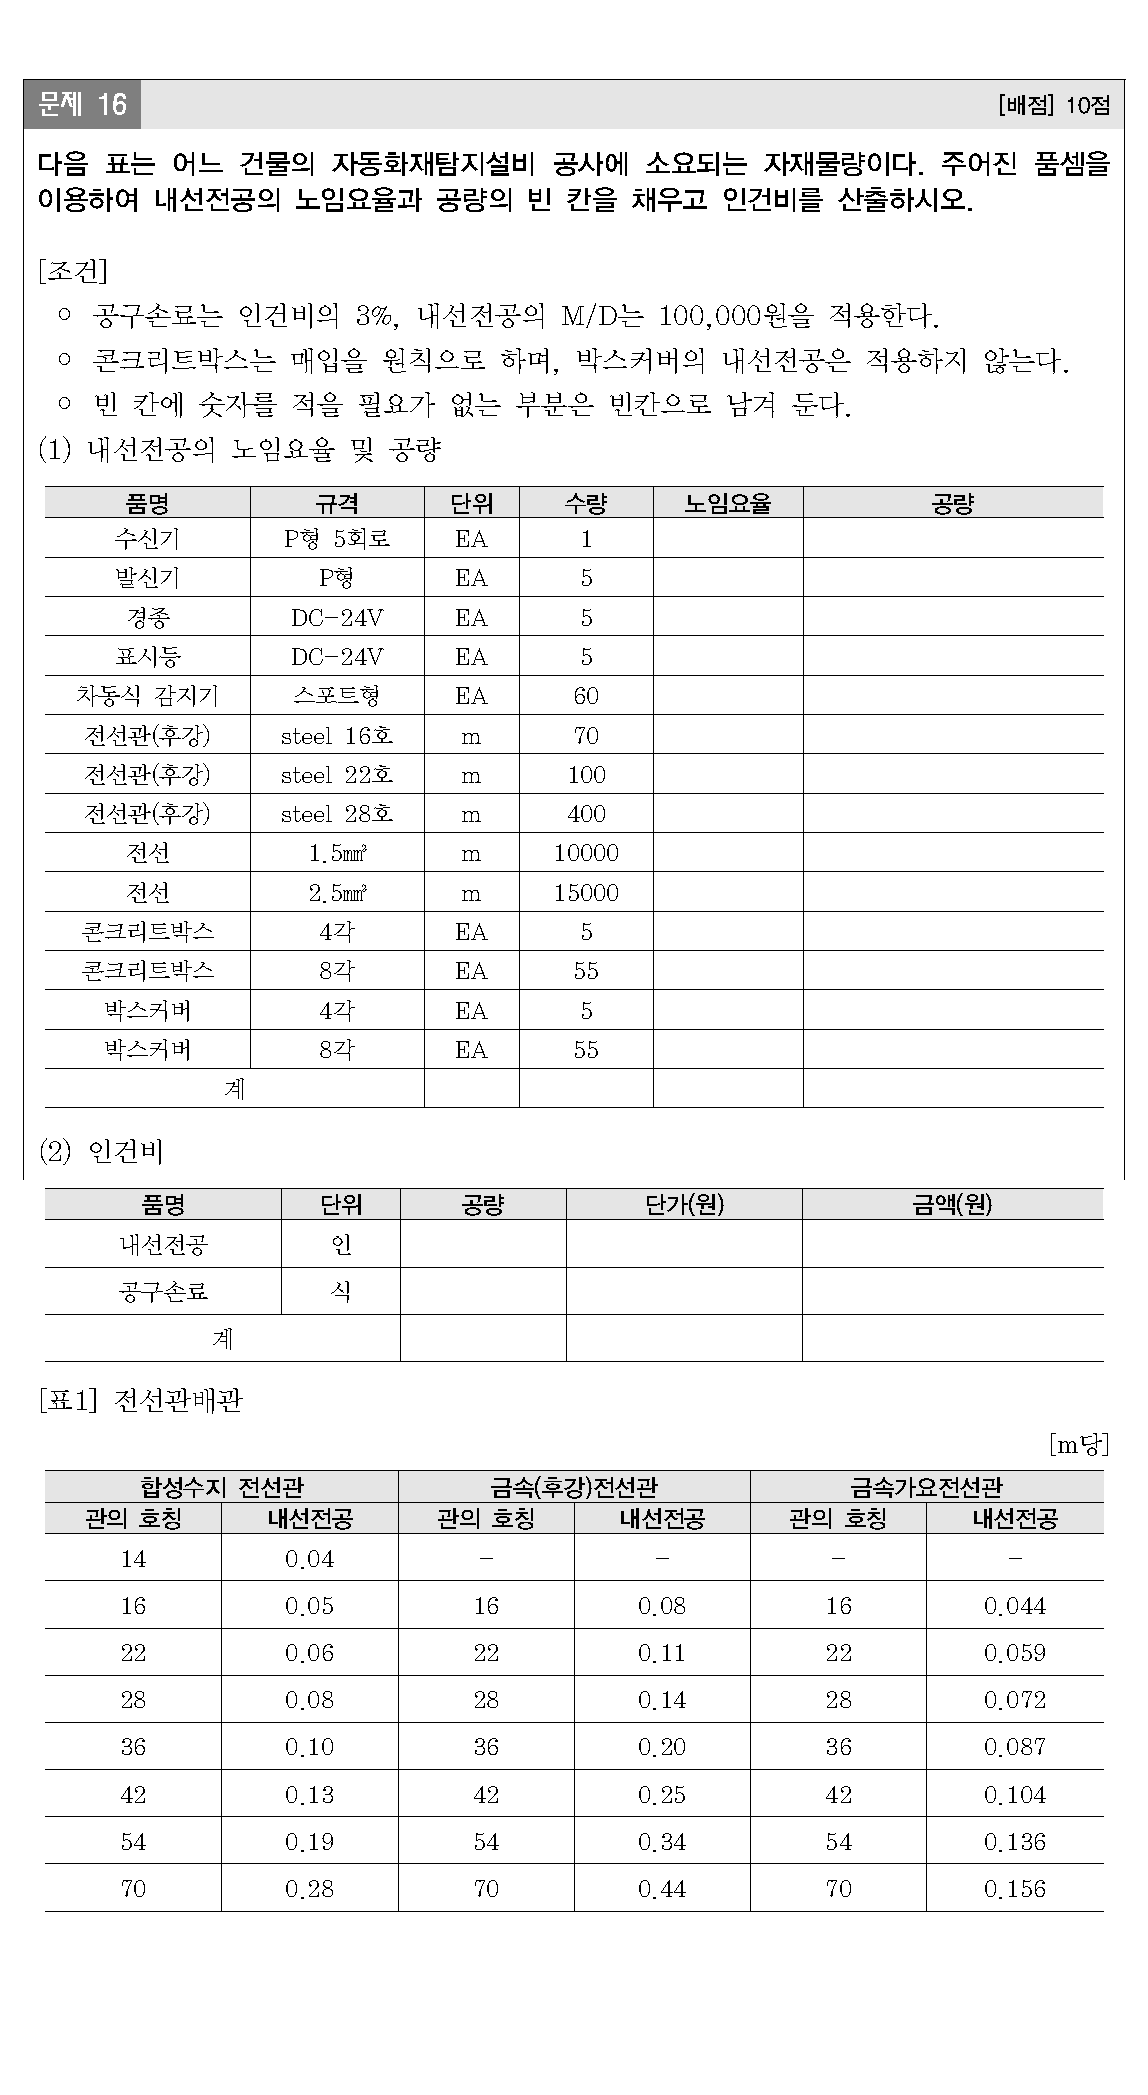 문제 16 [배점] 10점
다음 표는 어느 건물의 자동화재탐지설비 공사에 소요되는 자재물량이다. 주어진 품셈을
이용하여 내선전공의 노임요율과 공량의 빈 칸을 채우고 인건비를 산출하시오.
[조건]
○ 공구손료는 인건비의 3%, 내선전공의 M/D는 100,000원을 적용한다.
○ 콘크리트박스는 매입을 원칙으로 하며, 박스커버의 내선전공은 적용하지 않는다.
○ 빈 칸에 숫자를 적을 필요가 없는 부분은 빈칸으로 남겨 둔다.
(1) 내선전공의 노임요율 및 공량
품명 규격 단위 수량 노임요율 공량
수신기 P형 5회로 EA 1
발신기 P형 EA 5
경종 DC-24V EA 5
표시등 DC-24V EA 5
차동식 감지기 스포트형 EA 60
전선관(후강) steel 16호 m 70
전선관(후강) steel 22호 m 100
전선관(후강) steel 28호 m 400
전선 1.5㎣ m 10000
전선 2.5㎣ m 15000
콘크리트박스 4각 EA 5
콘크리트박스 8각 EA 55
박스커버 4각 EA 5
박스커버 8각 EA 55
계
(2) 인건비
품명 단위 공량 단가(원) 금액(원)
내선전공 인
공구손료 식
계
[표1] 전선관배관
[m당]
합성수지 전선관 금속(후강)전선관 금속가요전선관
관의 호칭 내선전공 관의 호칭 내선전공 관의 호칭 내선전공
14 0.04 - - - -
16 0.05 16 0.08 16 0.044
22 0.06 22 0.11 22 0.059
28 0.08 28 0.14 28 0.072
36 0.10 36 0.20 36 0.087
42 0.13 42 0.25 42 0.104
54 0.19 54 0.34 54 0.136
70 0.28 70 0.44 70 0.156